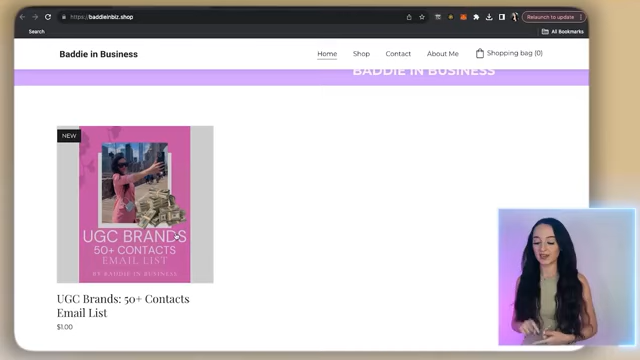 https://baddieinbiz.shop
Relaunch to update
Search
All Bookmarks
Baddie in Business
Home
Shop
Contact
About Me
Shopping bag (0)
BADDIE IN BUSINESS
NEW
UGC BRANDS
50+ CONTACTS
EMAIL LIST
BY BADDIE IN BUSINESS
UGC Brands: 50+ Contacts
Email List
$1.00